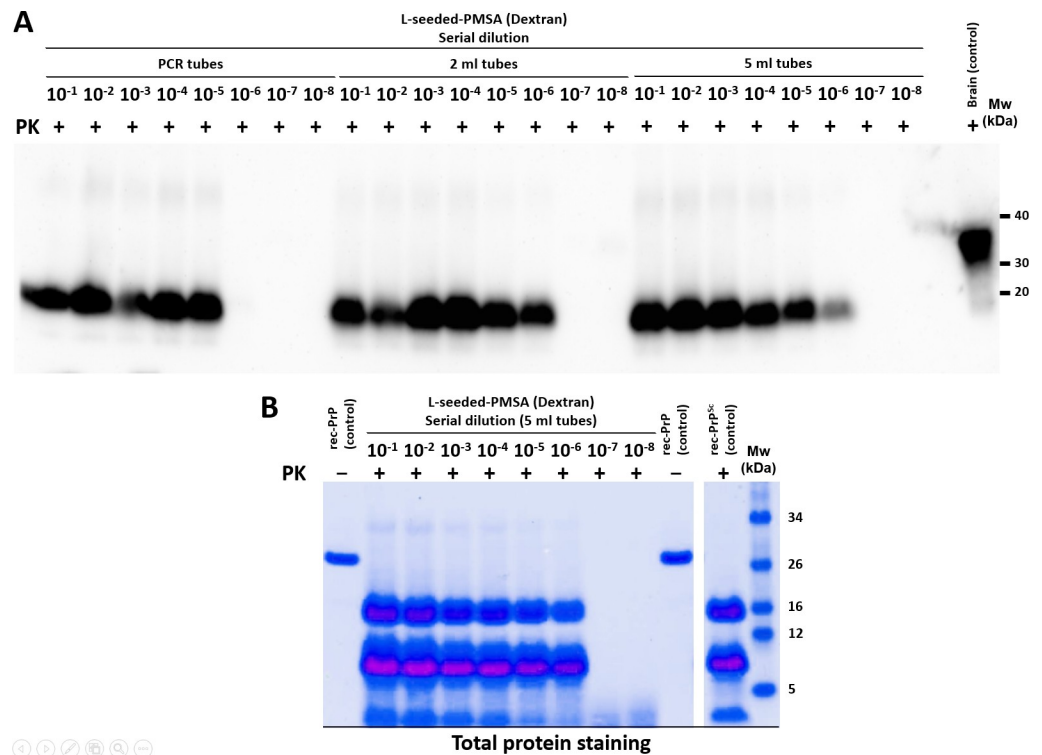 A
L-seeded-PMSA (Dextran)
Serial dilution
PCR tubes 2 ml tubes 5 ml tubes
10-1 10-2 10-3 10-4 10-5 10-6 10-7 10-8 10-1 10-2 10-3 10-4 10-5 10-6 10-7 10-8 10-1 10-2 10-3 10-4 10-5 10-6 10-7 10-8
Brain (control)
Mw
(kDa)
PK + + + + + + + + + + + + + + + + + + + + + + + + +
40
30
20
B
rec-PrP
(control)
L-seeded-PMSA (Dextran)
Serial dilution (5 ml tubes)
10-1 10-2 10-3 10-4 10-5 10-6 10-7 10-8
rec-PrP
(control)
rec-PrPSc
(control)
Mw
(kDa)
PK – + + + + + + + + – +
34
26
16
12
5
Total protein staining